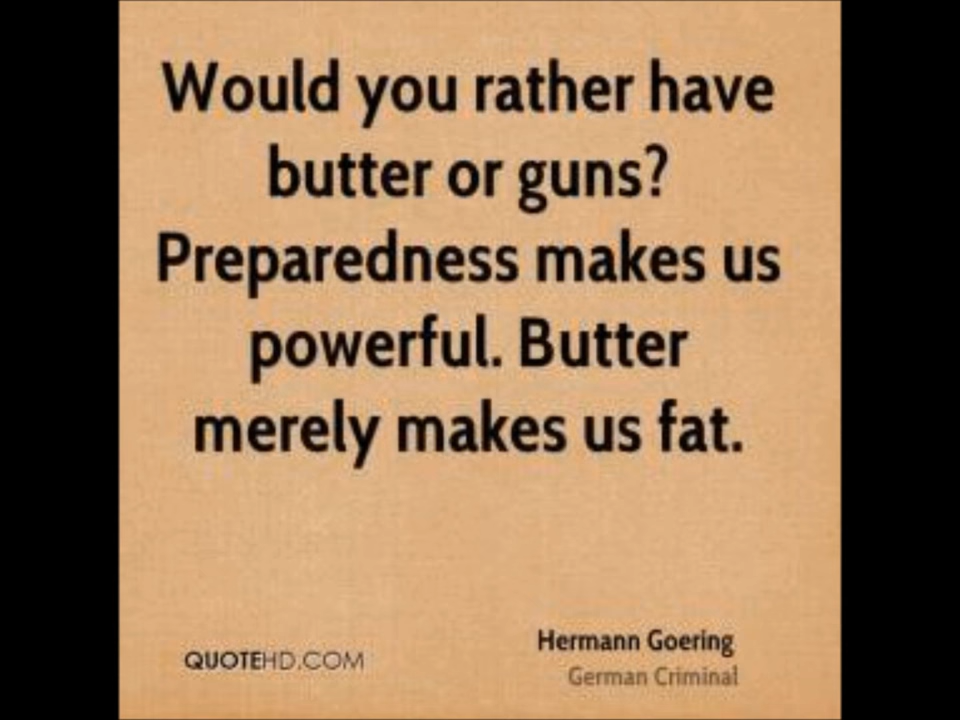 Would you rather have
butter or guns?
Preparedness makes us
powerful. Butter
merely makes us fat.
Hermann Goering
QUOTEHD.COM
German Criminal